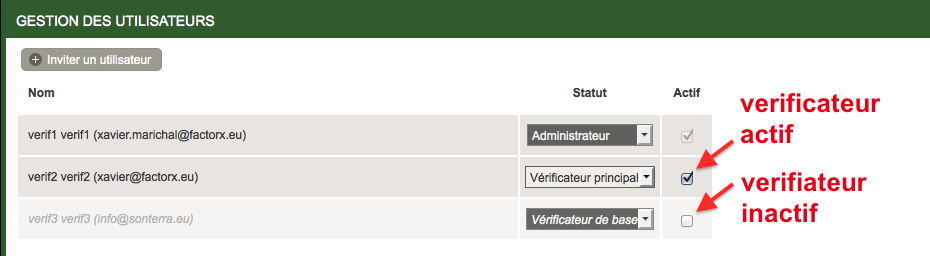 GESTION DES UTILISATEURS
Inviter un utilisateur
Nom Statut Actif
verif1 verif1 (xavier.marichal@factorx.eu) Administrateur
verif2 verif2 (xavier@factorx.eu) Vérificateur principal
verif3 verif3 (info@sonterra.eu) Vérificateur de base
verificateur
actif
verifiateur
inactif